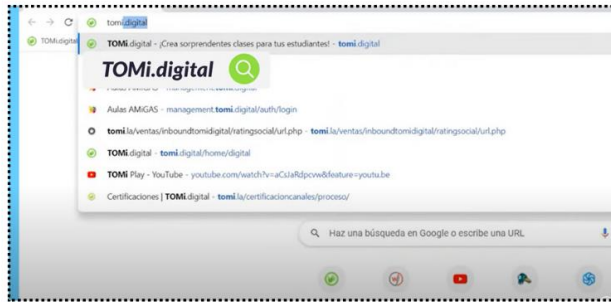 tomi.digital
TOMi.digital
TOMi.digital - ¡Crea sorprendentes clases para tus estudiantes! - tomi.digital
TOMi.digital
Aulas AMiGAS - management.tomi.digital/auth/login
tomi.la/ventas/inboundtomidigital/ratingsocial/url.php - tomi.la/ventas/inboundtomidigital/ratingsocial/url.php
TOMi.digital - tomi.digital/home/digital
TOMi Play - YouTube - youtube.com/watch?v=aCsJaRdpcvw&feature=youtu.be
Certificaciones | TOMi.digital - tomi.la/certificacioncanales/proceso/
Haz una búsqueda en Google o escribe una URL